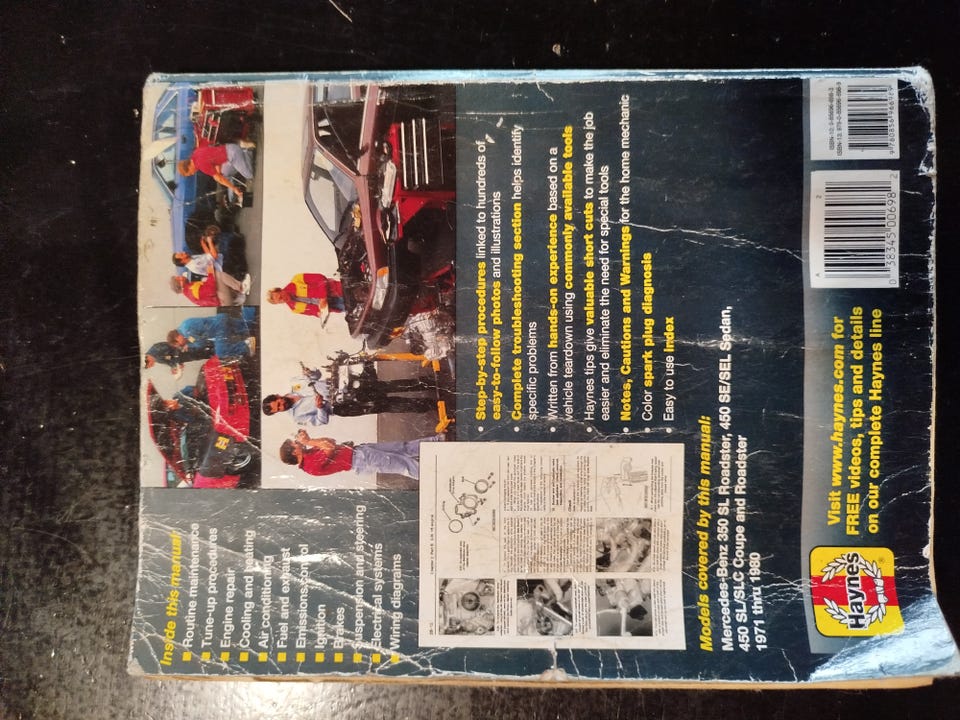 Inside this manual:
Routine maintenance
Tune-up procedures
Engine repair
Cooling and heating
Air conditioning
Fuel and exhaust
Emissions control
Ignition
Brakes
Suspension and steering
Electrical systems
Wiring diagrams
• Step-by-step procedures linked to hundreds of
easy-to-follow photos and illustrations
• Complete troubleshooting section helps identify
specific problems
• Written from hands-on experience based on a
vehicle teardown using commonly available tools
• Haynes tips give valuable short cuts to make the job
easier and eliminate the need for special tools
• Notes, Cautions and Warnings for the home mechanic
• Color spark plug diagnosis
• Easy to use Index
Models covered by this manual:
Mercedes-Benz 350 SL Roadster, 450 SE/SEL Sedan,
450 SL/SLC Coupe and Roadster
1971 thru 1980
Haynes
Visit www.haynes.com for
FREE videos, tips and details
on our complete Haynes line
A 2
0 38345 00698 2